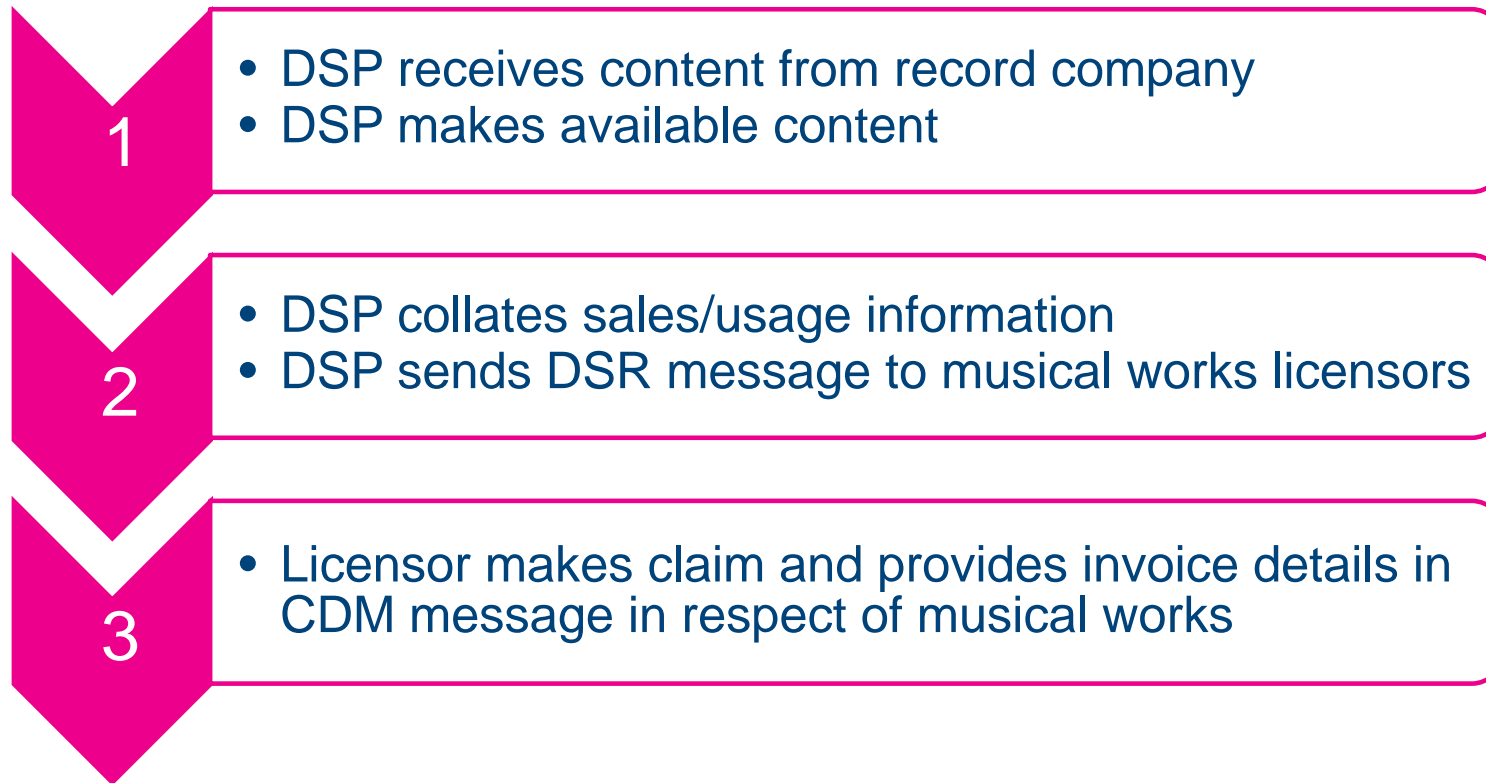 1
• DSP receives content from record company
• DSP makes available content
2
• DSP collates sales/usage information
• DSP sends DSR message to musical works licensors
3
• Licensor makes claim and provides invoice details in
CDM message in respect of musical works